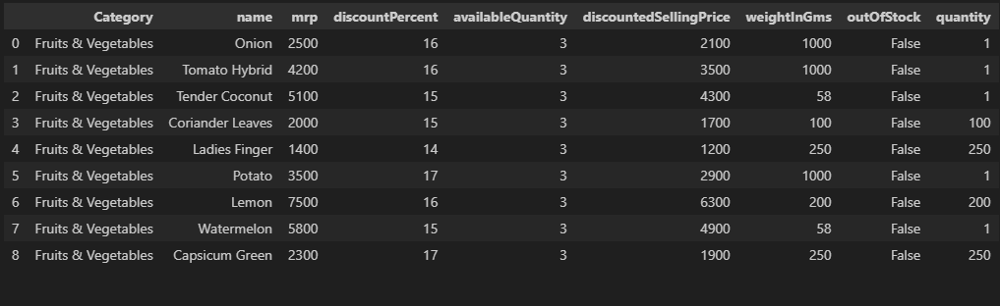 Category name mrp discountPercent availableQuantity discountedSellingPrice weightInGms outOfStock quantity
0 Fruits & Vegetables Onion 2500 16 3 2100 1000 False 1
1 Fruits & Vegetables Tomato Hybrid 4200 16 3 3500 1000 False 1
2 Fruits & Vegetables Tender Coconut 5100 15 3 4300 58 False 1
3 Fruits & Vegetables Coriander Leaves 2000 15 3 1700 100 False 100
4 Fruits & Vegetables Ladies Finger 1400 14 3 1200 250 False 250
5 Fruits & Vegetables Potato 3500 17 3 2900 1000 False 1
6 Fruits & Vegetables Lemon 7500 16 3 6300 200 False 200
7 Fruits & Vegetables Watermelon 5800 15 3 4900 58 False 1
8 Fruits & Vegetables Capsicum Green 2300 17 3 1900 250 False 250